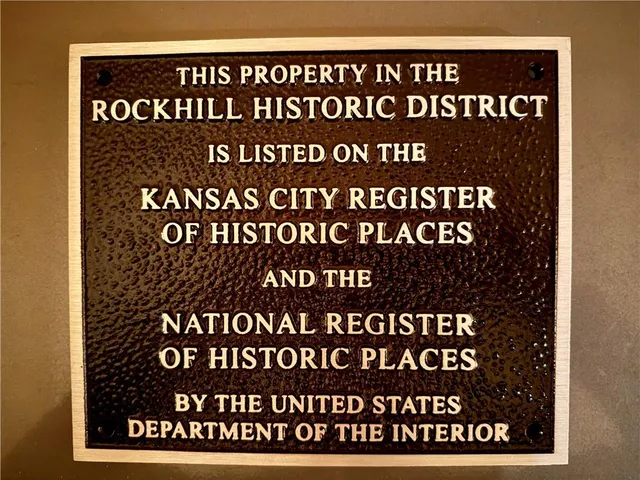 THIS PROPERTY IN THE
ROCKHILL HISTORIC DISTRICT
IS LISTED ON THE
KANSAS CITY REGISTER
OF HISTORIC PLACES
AND THE
NATIONAL REGISTER
OF HISTORIC PLACES
BY THE UNITED STATES
DEPARTMENT OF THE INTERIOR